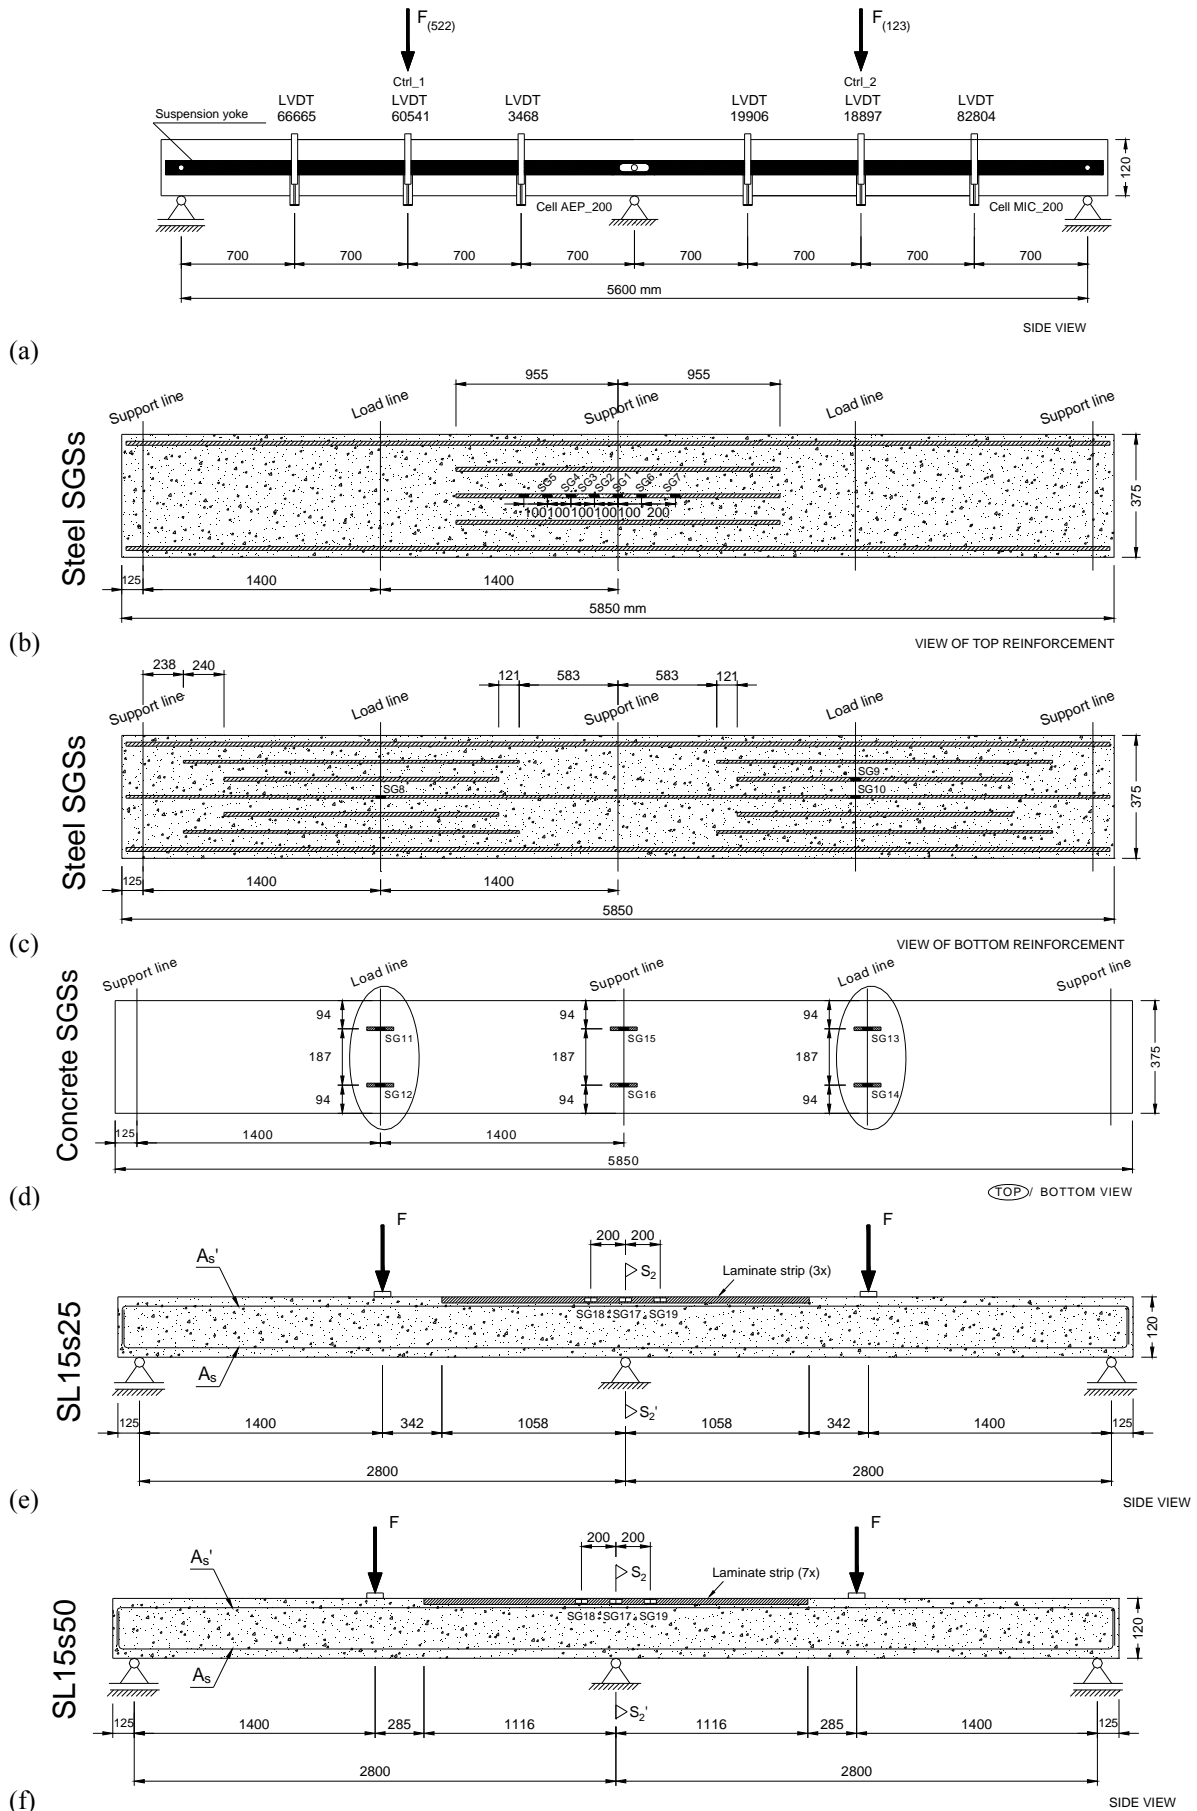 F(522)
F(123)
Ctrl_1
Ctrl_2
LVDT 66665
LVDT 60541
LVDT 3468
LVDT 19906
LVDT 18897
LVDT 82804
Suspension yoke
120
Cell AEP_200
Cell MIC_200
700 700 700 700 700 700 700 700
5600 mm
SIDE VIEW
(a)
955 955
Support line
Load line
Support line
Load line
Support line
Steel SGSs
SG5 SG4 SG3 SG2 SG1 SG6 SG7
100 100 100 100 100 200
375
125 1400 1400
5850 mm
(b)
VIEW OF TOP REINFORCEMENT
238 240 121 583 583 121
Support line
Load line
Support line
Load line
Support line
Steel SGSs
SG9
SG8
SG10
375
125 1400 1400
5850
(c)
VIEW OF BOTTOM REINFORCEMENT
Support line
Load line
Support line
Load line
Support line
Concrete SGSs
94 94 94
SG11 SG15 SG13
187 187 187
SG12 SG16 SG14
94 94 94
375
125 1400 1400
5850
TOP / BOTTOM VIEW
(d)
F F
200 200
As'
S2
Laminate strip (3x)
SG18 SG17 SG19
120
SL15s25
As
S2'
125 1400 342 1058 1058 342 1400 125
2800 2800
(e)
SIDE VIEW
F F
200 200
As'
S2
Laminate strip (7x)
SG18 SG17 SG19
120
SL15s50
As
S2'
125 1400 285 1116 1116 285 1400 125
2800 2800
(f)
SIDE VIEW